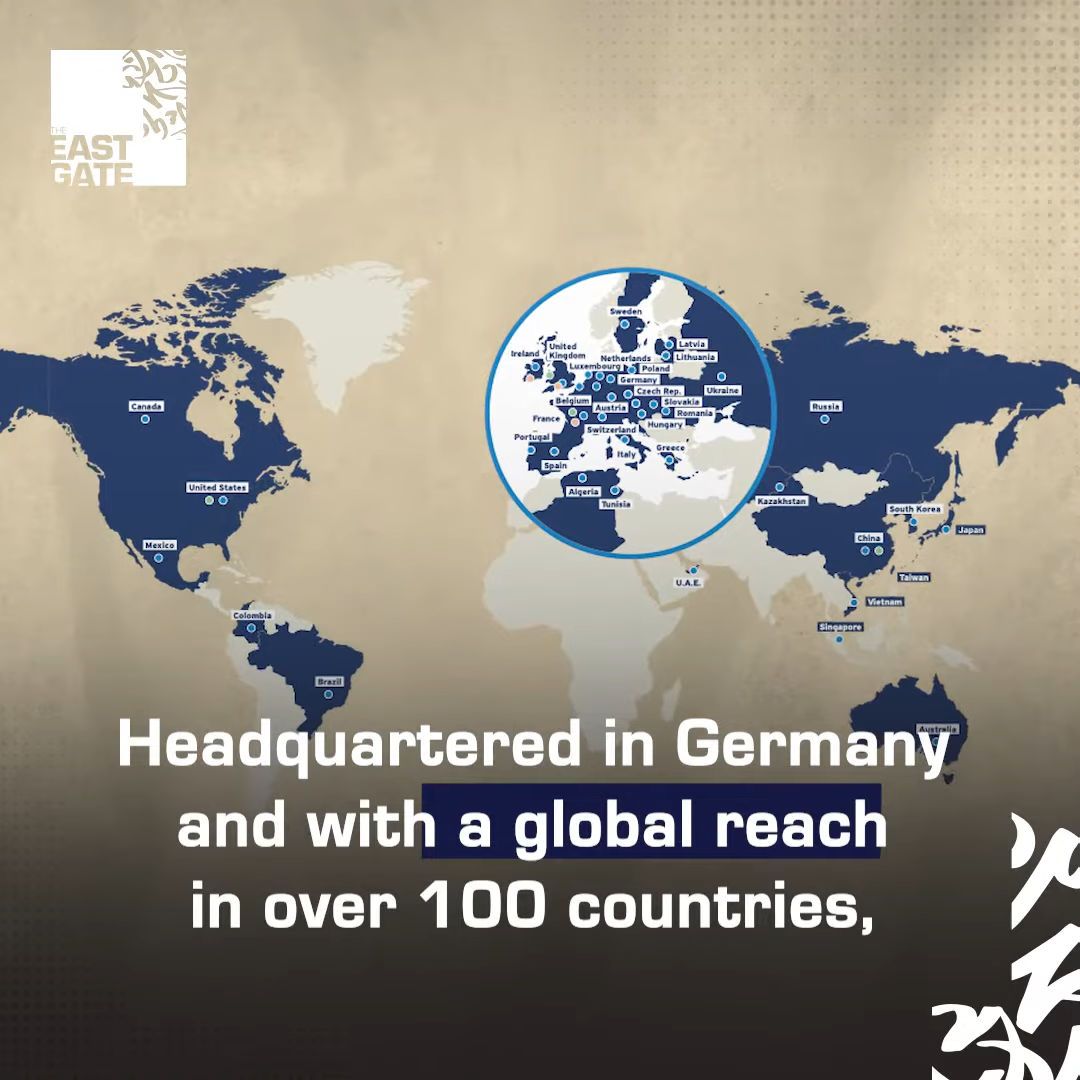 THE
EAST
GATE
Sweden
Latvia
Lithuania
Ireland
United
Kingdom
Netherlands
Luxembourg
Poland
Germany
Ukraine
Czech Rep.
Belgium
Slovakia
Austria
Romania
France
Hungary
Switzerland
Portugal
Greece
Italy
Spain
Algeria
Tunisia
Canada
United States
Mexico
Colombia
Brazil
Russia
Kazakhstan
South Korea
Japan
China
Taiwan
U.A.E.
Vietnam
Singapore
Australia
Headquartered in Germany
and with a global reach
in over 100 countries,